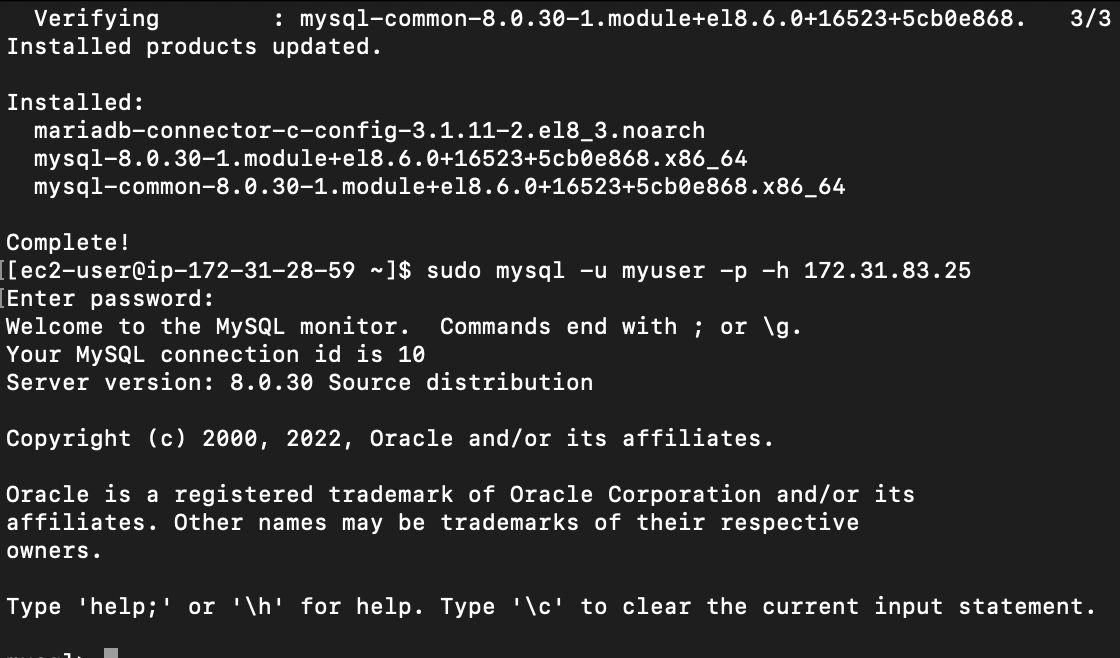 Verifying        : mysql-common-8.0.30-1.module+el8.6.0+16523+5cb0e868.   3/3
Installed products updated.
Installed:
mariadb-connector-c-config-3.1.11-2.el8_3.noarch
mysql-8.0.30-1.module+el8.6.0+16523+5cb0e868.x86_64
mysql-common-8.0.30-1.module+el8.6.0+16523+5cb0e868.x86_64
Complete!
[[ec2-user@ip-172-31-28-59 ~]$ sudo mysql -u myuser -p -h 172.31.83.25
[Enter password:
Welcome to the MySQL monitor.  Commands end with ; or \g.
Your MySQL connection id is 10
Server version: 8.0.30 Source distribution
Copyright (c) 2000, 2022, Oracle and/or its affiliates.
Oracle is a registered trademark of Oracle Corporation and/or its
affiliates. Other names may be trademarks of their respective
owners.
Type 'help;' or '\h' for help. Type '\c' to clear the current input statement.
mysql>